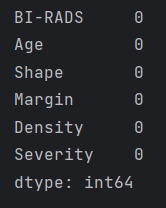 BI-RADS 0
Age 0
Shape 0
Margin 0
Density 0
Severity 0
dtype: int64